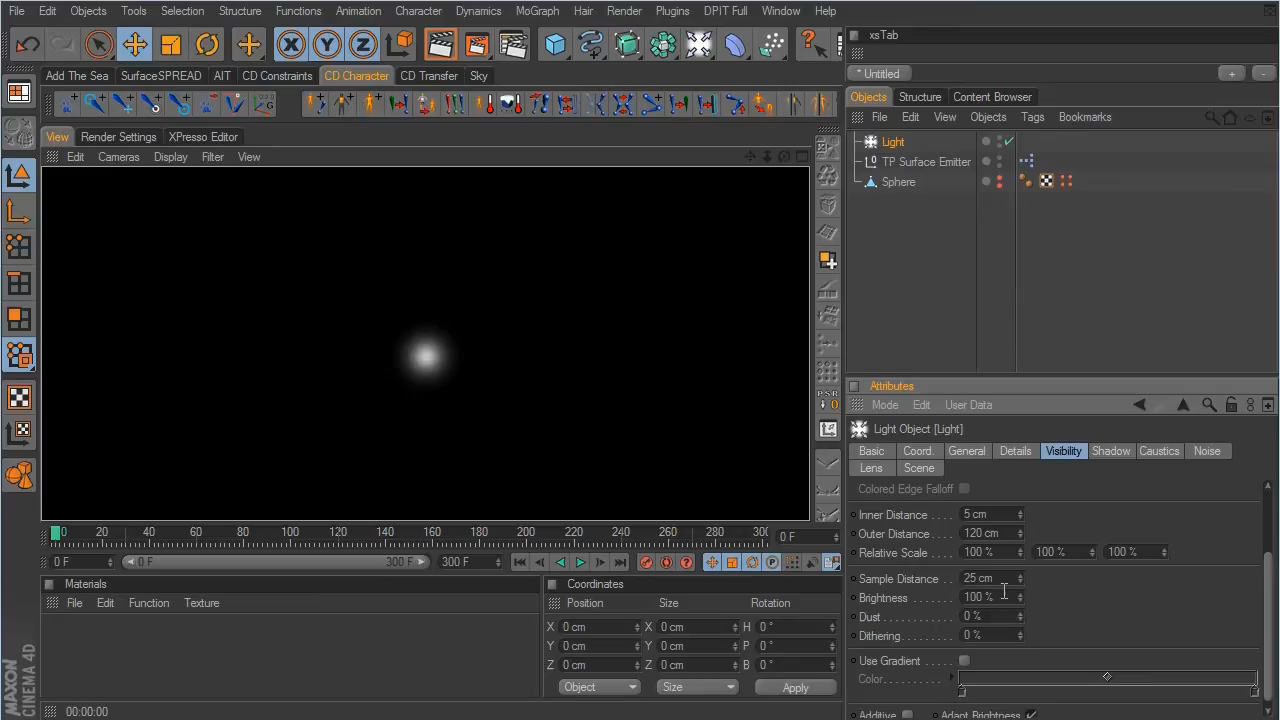 File Edit Objects Tools Selection Structure Functions Animation Character Dynamics MoGraph Hair Render Plugins DPIT Full Window Help
xsTab
* Untitled + -
Add The Sea SurfaceSPREAD AIT CD Constraints CD Character CD Transfer Sky
Objects Structure Content Browser
File Edit View Objects Tags Bookmarks
View Render Settings XPresso Editor
Edit Cameras Display Filter View
Light
TP Surface Emitter
Sphere
Attributes
Mode Edit User Data
PSR
0
Light Object [Light]
Basic Coord. General Details Visibility Shadow Caustics Noise
Lens Scene
Colored Edge Falloff
Inner Distance . . . . 5 cm
Outer Distance . . . . 120 cm
Relative Scale . . . . 100 % 100 % 100 %
Sample Distance . . 25 cm
Brightness . . . . . . . 100 %
Dust . . . . . . . . . . . . 0 %
Dithering. . . . . . . . . 0 %
Use Gradient . . . . .
Color. . . . . . . . .
Additive Adapt Brightness
0 20 40 60 80 100 120 140 160 180 200 220 240 260 280 300 0 F
0 F 0 F 300 F 300 F
Materials
File Edit Function Texture
Coordinates
Position Size Rotation
X 0 cm X 0 cm H 0 °
Y 0 cm Y 0 cm P 0 °
Z 0 cm Z 0 cm B 0 °
Object Size Apply
MAXON
CINEMA 4D
00:00:00